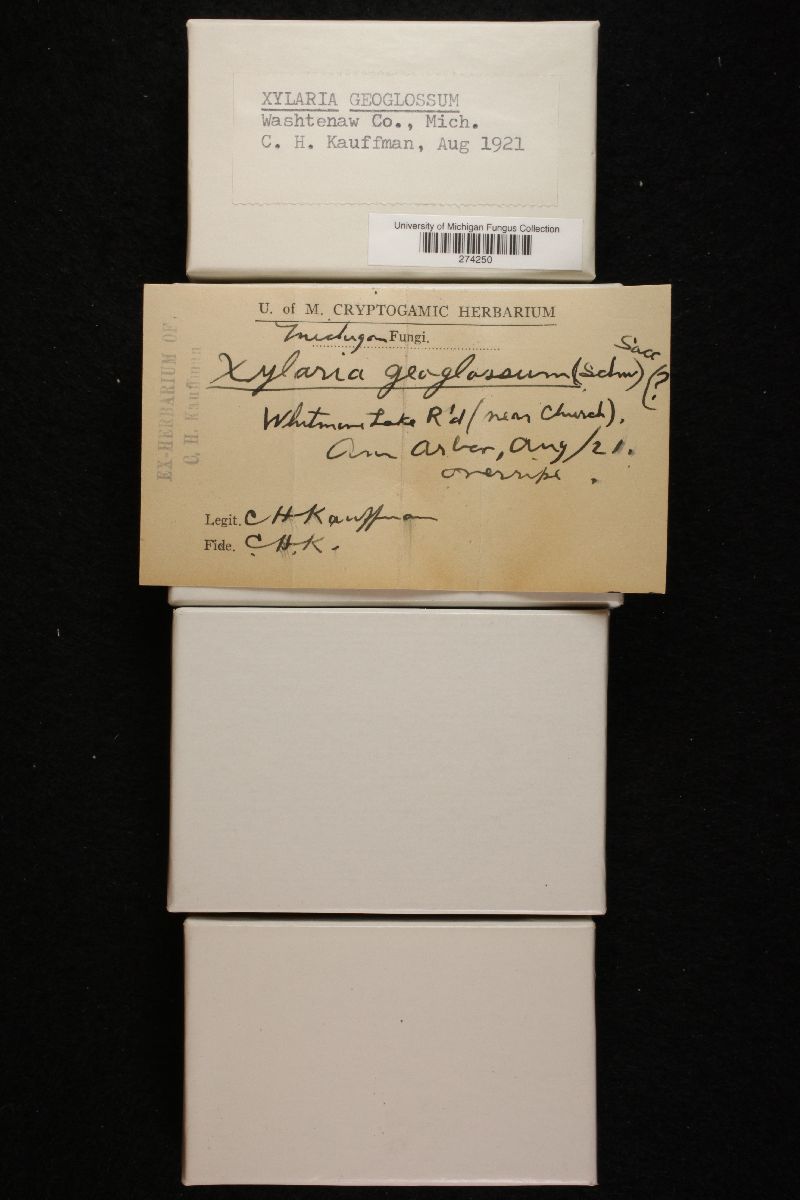 XYLARIA GEOGLOSSUM
Washtenaw Co., Mich.
C. H. Kauffman, Aug 1921
University of Michigan Fungus Collection
274250
EX-HERBARIUM OF
C. H. Kauffman
U. of M. CRYPTOGAMIC HERBARIUM
Michigan Fungi.
Xylaria geoglossum (Schw) Sacc (?
Whitmore Lake R'd (near Church).
Ann Arbor, Aug/21.
overripe.
Legit. C H Kauffman
Fide. C. H. K.